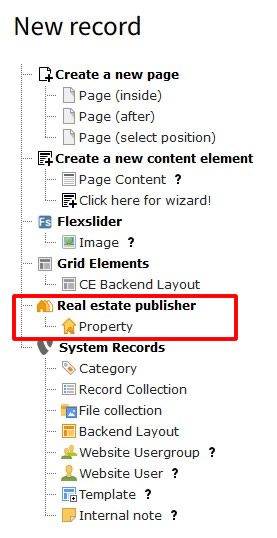 New record
Create a new page
Page (inside)
Page (after)
Page (select position)
Create a new content element
Page Content ?
Click here for wizard!
Fs Flexslider
Image ?
Grid Elements
CE Backend Layout
Real estate publisher
Property
System Records
Category
Record Collection
File collection
Backend Layout
Website Usergroup ?
Website User ?
Template ?
Internal note ?